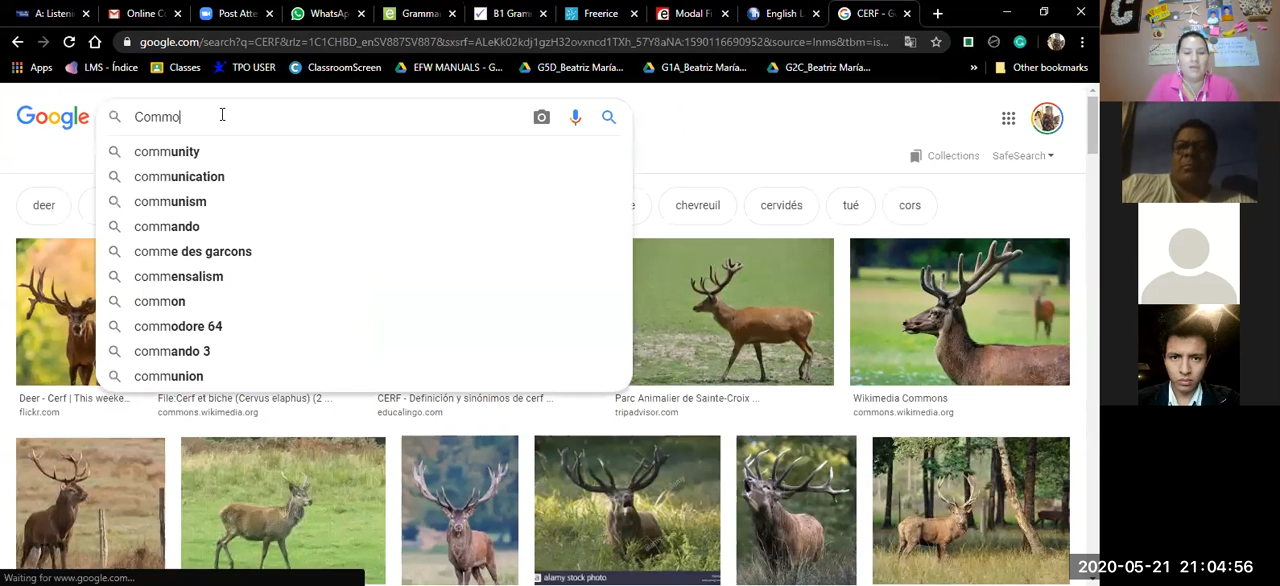 A: Listeni
Online Co
Post Atte
WhatsAp
Gramma
B1 Gram
Freerice
Modal F
English L
CERF - G
google.com/search?q=CERF&rlz=1C1CHBD_enSV887SV887&sxsrf=ALeKk02kdj1gzH32ovxncd1TXh_57Y8aNA:1590116690952&source=lnms&tbm=is...
Apps
LMS - Índice
Classes
TPO USER
ClassroomScreen
EFW MANUALS - G...
G5D_Beatriz María...
G1A_Beatriz María...
G2C_Beatriz María...
»
Other bookmarks
Google
Commo
Collections
SafeSearch
community
communication
communism
commando
comme des garcons
commensalism
common
commodore 64
commando 3
communion
deer
e
chevreuil
cervidés
tué
cors
Deer - Cerf | This weeke...
flickr.com
File:Cerf et biche (Cervus elaphus) (2 ...
commons.wikimedia.org
CERF - Definición y sinónimos de cerf ...
educalingo.com
Parc Animalier de Sainte-Croix ...
tripadvisor.com
Wikimedia Commons
commons.wikimedia.org
a alamy stock photo
Waiting for www.google.com...
2020-05-21 21:04:56